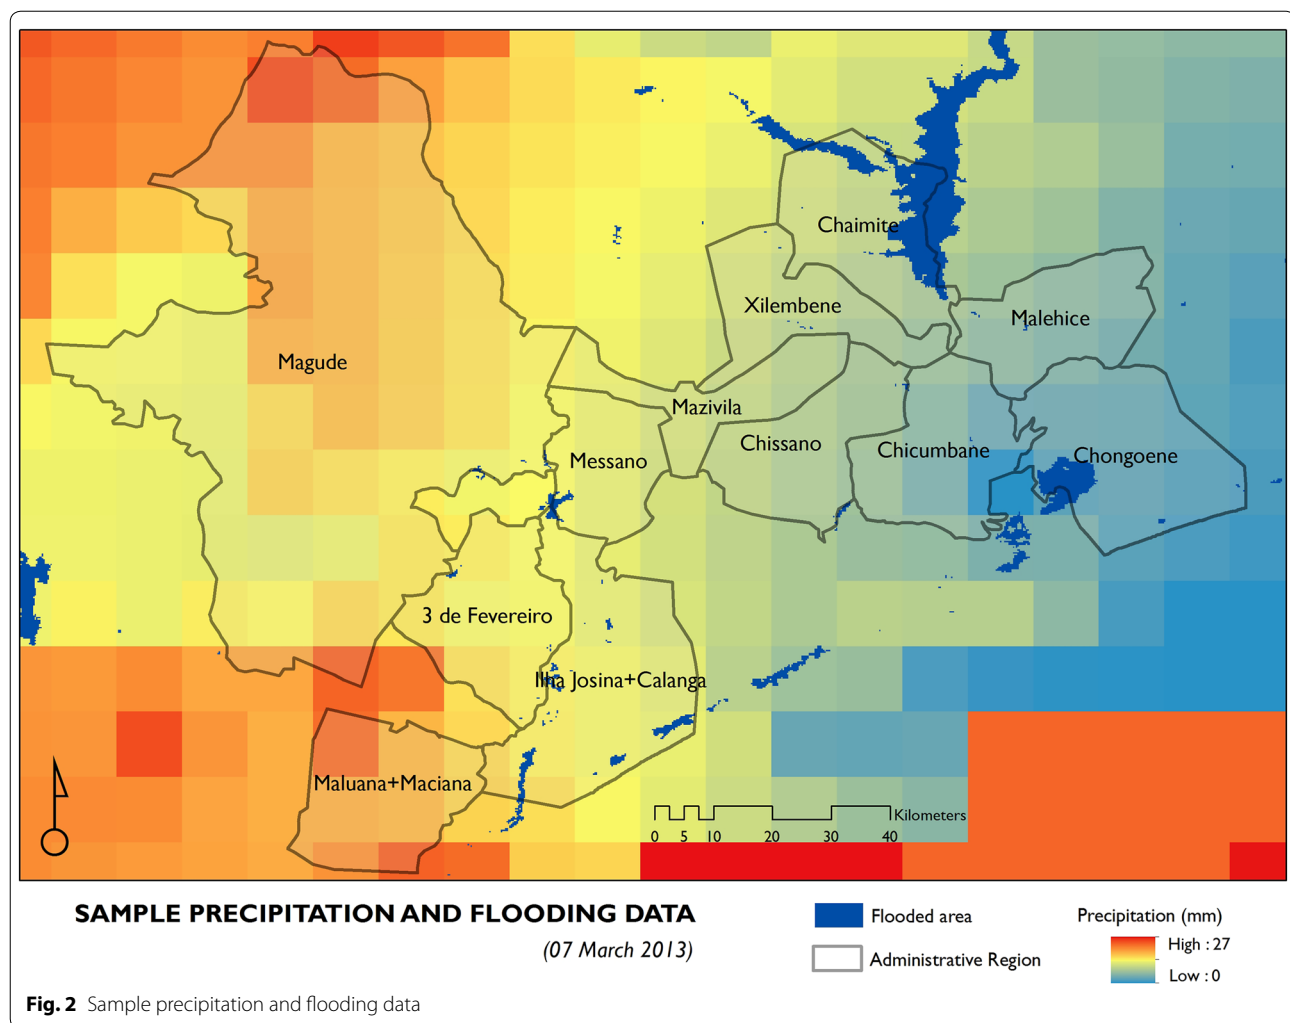 Chaimite
Xilembene
Malehice
Magude
Mazivila
Chissano
Chicumbane
Chongoene
Messano
3 de Fevereiro
Ilha Josina+Calanga
Maluana+Maciana
Kilometers
0 5 10 20 30 40
SAMPLE PRECIPITATION AND FLOODING DATA
(07 March 2013)
Flooded area
Administrative Region
Precipitation (mm)
High : 27
Low : 0
Fig. 2 Sample precipitation and flooding data